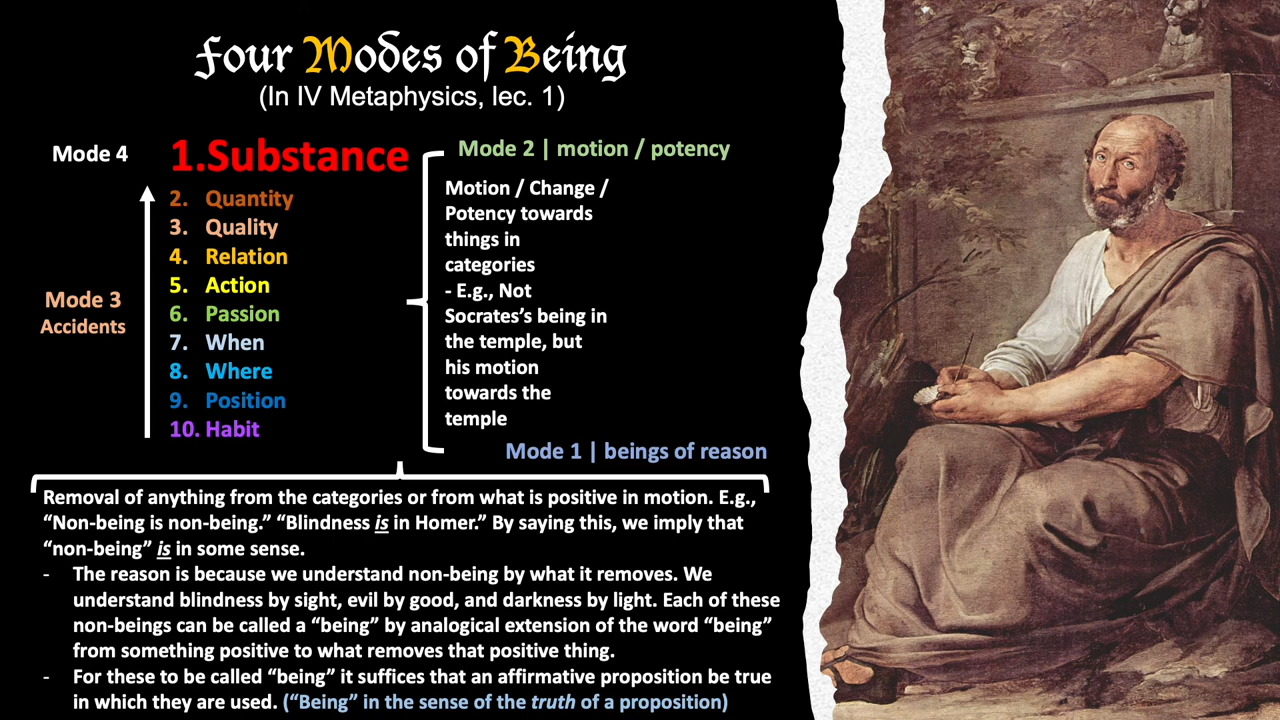 Four Modes of Being
(In IV Metaphysics, lec. 1)
Mode 4
1.Substance
2. Quantity
3. Quality
4. Relation
5. Action
6. Passion
7. When
8. Where
9. Position
10. Habit
Mode 3
Accidents
Mode 2 | motion / potency
Motion / Change /
Potency towards
things in
categories
- E.g., Not
Socrates’s being in
the temple, but
his motion
towards the
temple
Mode 1 | beings of reason
Removal of anything from the categories or from what is positive in motion. E.g.,
“Non-being is non-being.” “Blindness is in Homer.” By saying this, we imply that
“non-being” is in some sense.
- The reason is because we understand non-being by what it removes. We
understand blindness by sight, evil by good, and darkness by light. Each of these
non-beings can be called a “being” by analogical extension of the word “being”
from something positive to what removes that positive thing.
- For these to be called “being” it suffices that an affirmative proposition be true
in which they are used. (“Being” in the sense of the truth of a proposition)